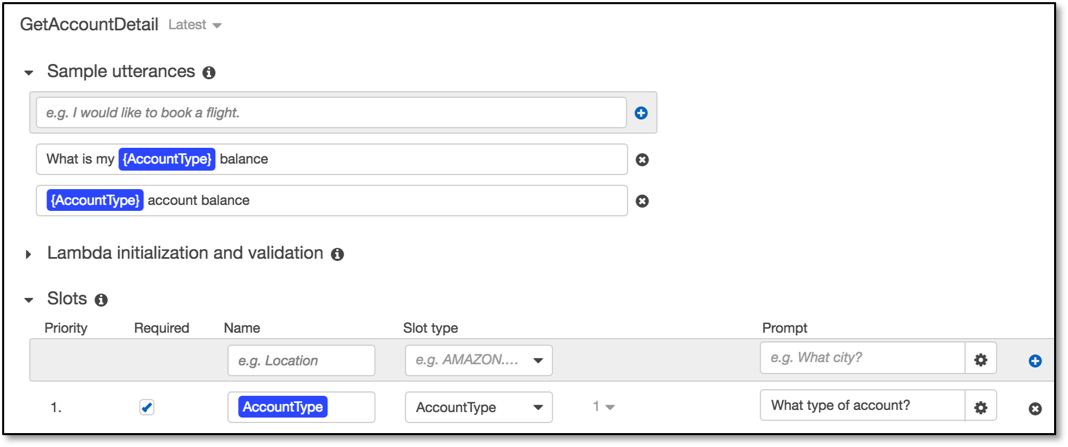 GetAccountDetail Latest
Sample utterances
e.g. I would like to book a flight.
What is my {AccountType} balance
{AccountType} account balance
Lambda initialization and validation
Slots
Priority Required Name Slot type Prompt
e.g. Location e.g. AMAZON.... e.g. What city?
1. AccountType AccountType 1 What type of account?